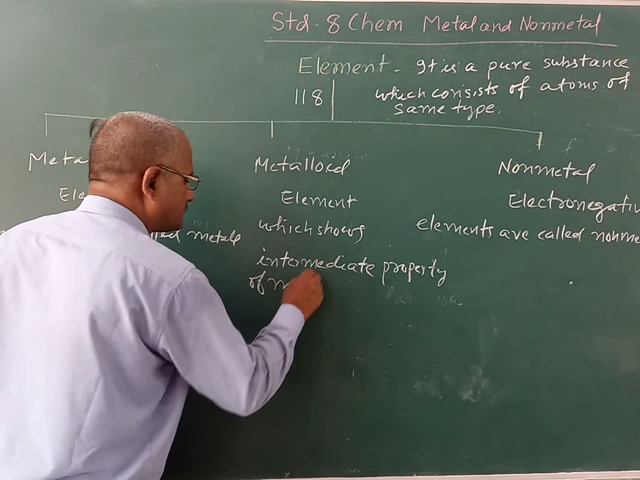 Std - 8 Chem Metal and Nonmetal
Element - It is a pure substance
118 which consists of atoms of
same type.
Meta Metalloid Nonmetal
Ele Element Electronegativ
lled metals which shows elements are called nonme
intermediate property
of m